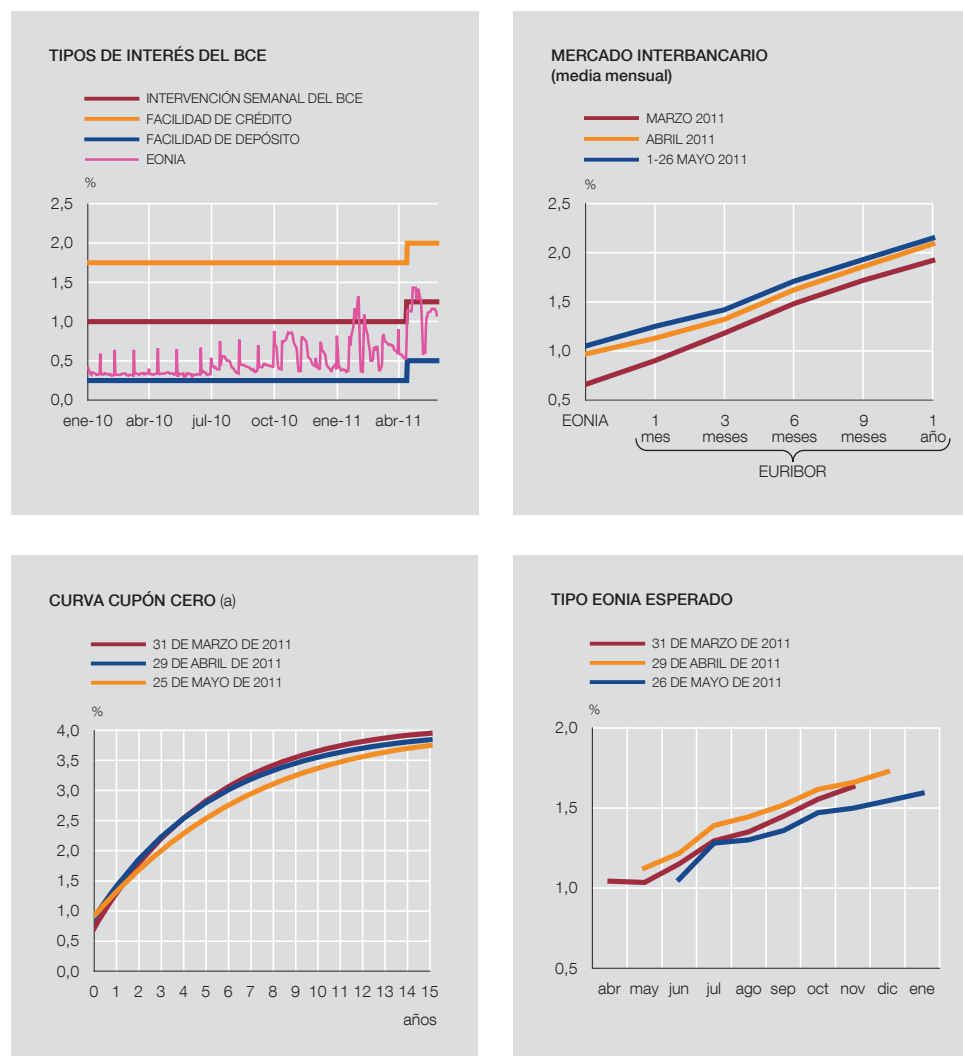 TIPOS DE INTERÉS DEL BCE
INTERVENCIÓN SEMANAL DEL BCE
FACILIDAD DE CRÉDITO
FACILIDAD DE DEPÓSITO
EONIA
%
2,5
2,0
1,5
1,0
0,5
0,0
ene-10 abr-10 jul-10 oct-10 ene-11 abr-11
MERCADO INTERBANCARIO
(media mensual)
MARZO 2011
ABRIL 2011
1-26 MAYO 2011
%
2,5
2,0
1,5
1,0
0,5
EONIA 1 3 6 9 1
mes meses meses meses año
EURIBOR
CURVA CUPÓN CERO (a)
31 DE MARZO DE 2011
29 DE ABRIL DE 2011
25 DE MAYO DE 2011
%
4,0
3,5
3,0
2,5
2,0
1,5
1,0
0,5
0,0
0 1 2 3 4 5 6 7 8 9 10 11 12 13 14 15
años
TIPO EONIA ESPERADO
31 DE MARZO DE 2011
29 DE ABRIL DE 2011
26 DE MAYO DE 2011
%
2,0
1,5
1,0
0,5
abr may jun jul ago sep oct nov dic ene